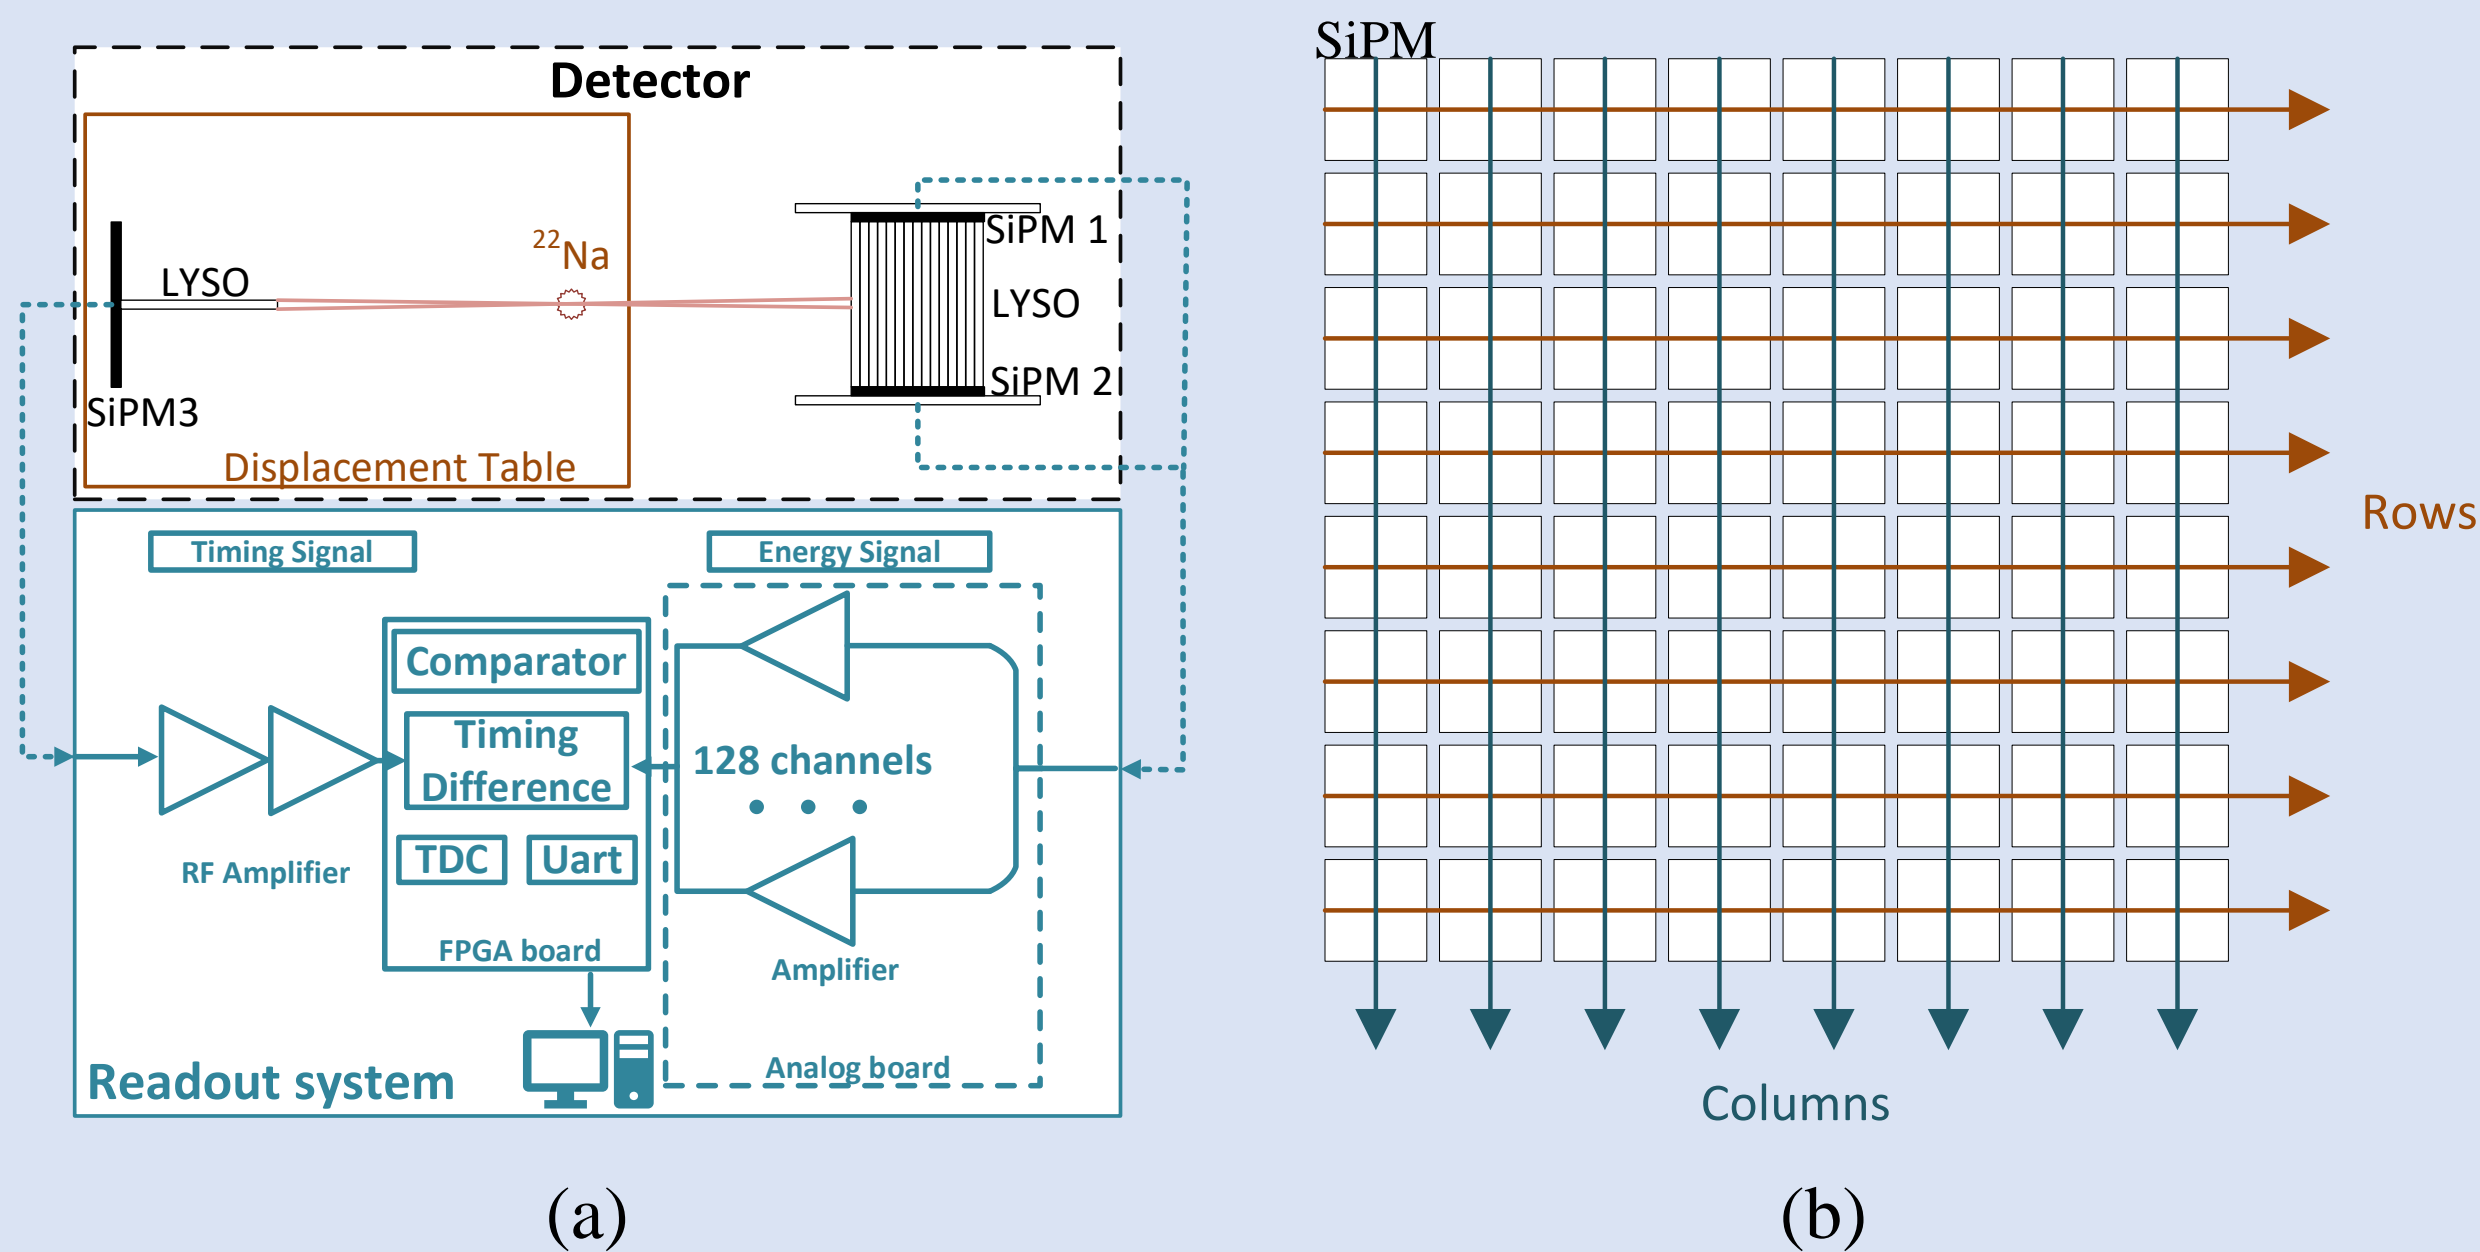 Detector
SiPM 1
²²Na
LYSO
LYSO
SiPM 2
SiPM3
Displacement Table
Timing Signal
Energy Signal
Comparator
Timing
Difference
128 channels
TDC
Uart
RF Amplifier
FPGA board
Amplifier
Analog board
Readout system
(a)
SiPM
Rows
Columns
(b)